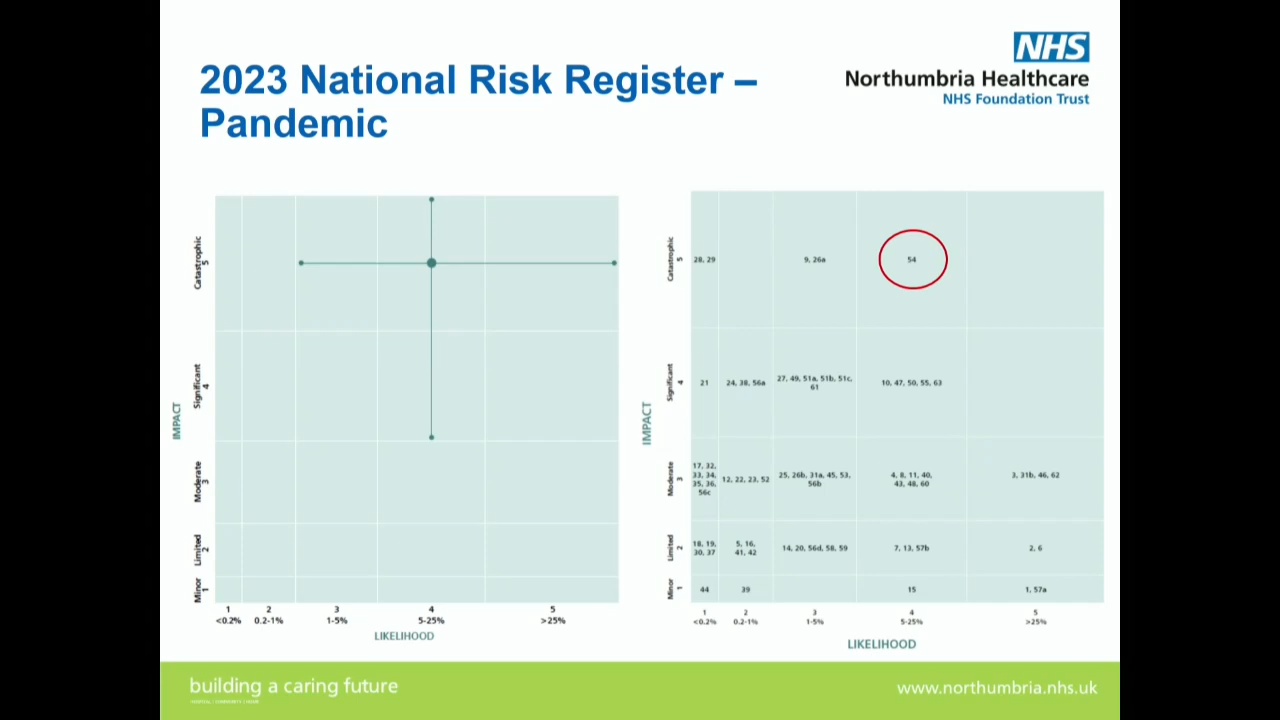 2023 National Risk Register –
Pandemic
NHS
Northumbria Healthcare
NHS Foundation Trust
IMPACT
Catastrophic
5
Significant
4
Moderate
3
Limited
2
Minor
1
1
<0.2%
2
0.2-1%
3
1-5%
4
5-25%
5
>25%
LIKELIHOOD
IMPACT
Catastrophic
5
28, 29
9, 26a
54
Significant
4
21
24, 38, 56a
27, 49, 51a, 51b, 51c,
61
10, 47, 50, 55, 63
Moderate
3
17, 32,
33, 34,
35, 36,
56c
12, 22, 23, 52
25, 26b, 31a, 45, 53,
56b
4, 8, 11, 40,
43, 48, 60
3, 31b, 46, 62
Limited
2
18, 19,
30, 37
5, 16,
41, 42
14, 20, 56d, 58, 59
7, 13, 57b
2, 6
Minor
1
44
39
15
1, 57a
1
<0.2%
2
0.2-1%
3
1-5%
4
5-25%
5
>25%
LIKELIHOOD
building a caring future
HOSPITAL | COMMUNITY | HOME
www.northumbria.nhs.uk